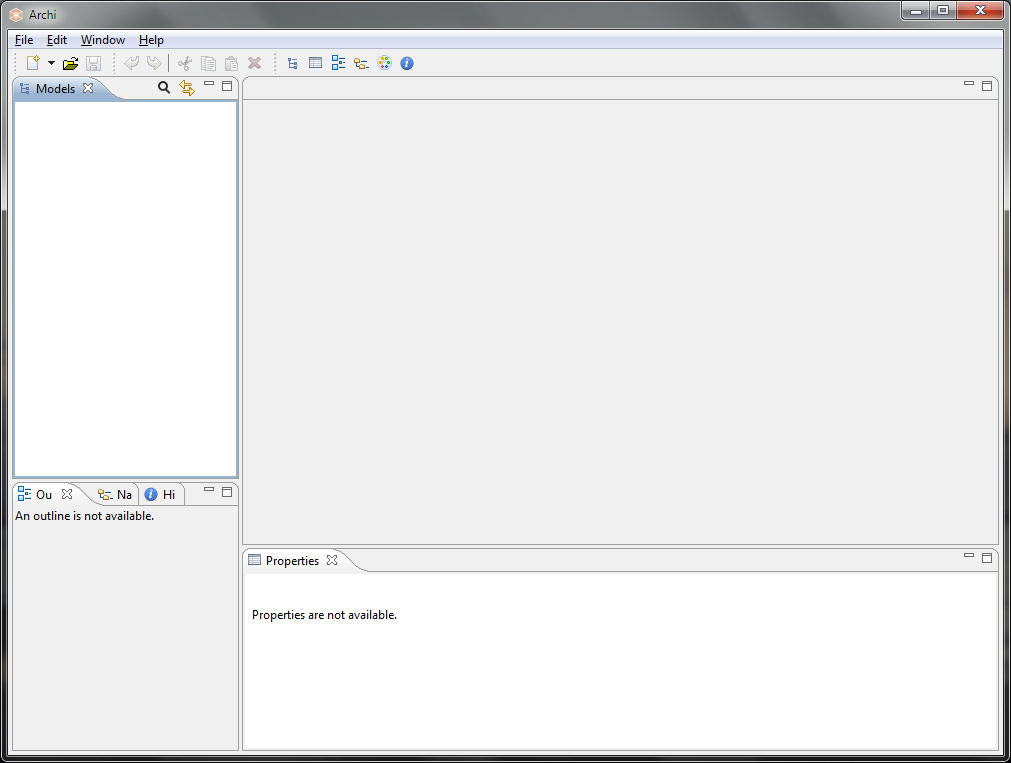 Archi
File Edit Window Help
Models
Ou Na Hi
An outline is not available.
Properties
Properties are not available.